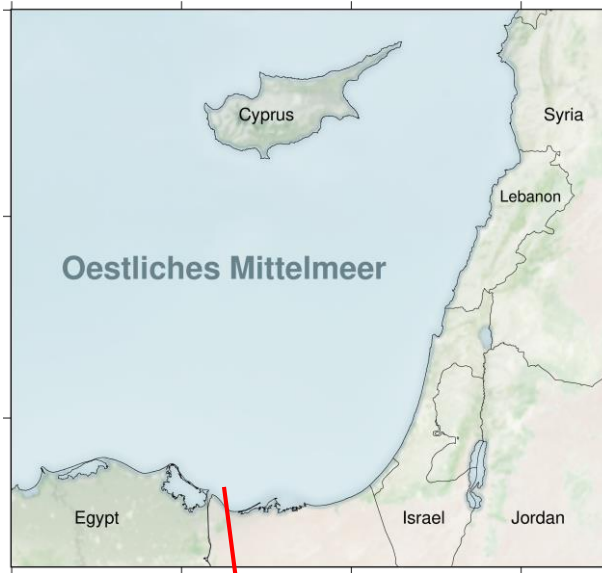 Cyprus
Syria
Lebanon
Oestliches Mittelmeer
Egypt
Israel
Jordan